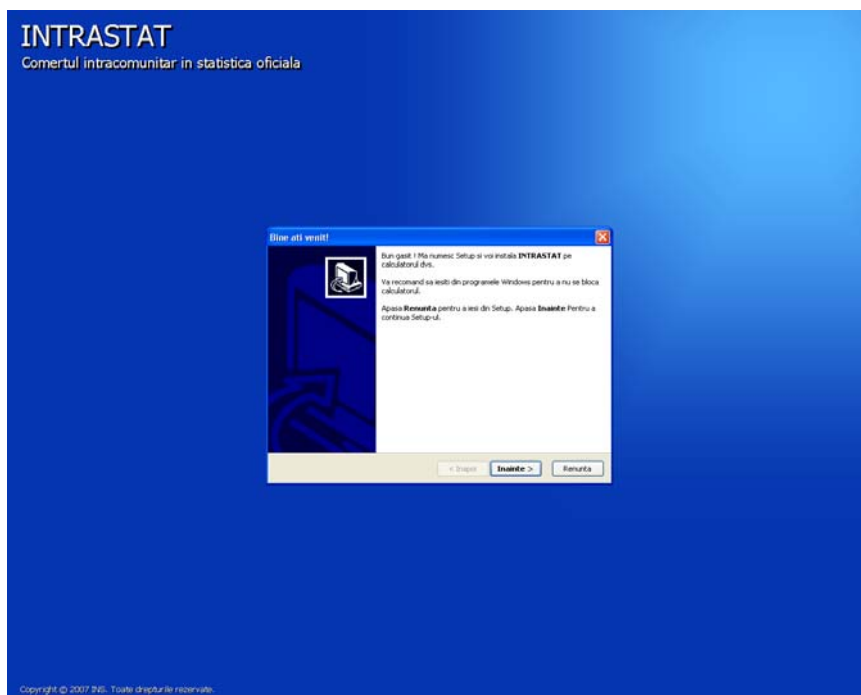 INTRASTAT
Comertul intracomunitar in statistica oficiala
Bine ati venit!
Bun gasit ! Ma numesc Setup si voi instala INTRASTAT pe
calculatorul dvs.
Va recomand sa iesiti din programele Windows pentru a nu se bloca
calculatorul.
Apasa Renunta pentru a iesi din Setup. Apasa Inainte Pentru a
continua Setup-ul.
< Inapoi
Inainte >
Renunta
Copyright © 2007 INS. Toate drepturile rezervate.